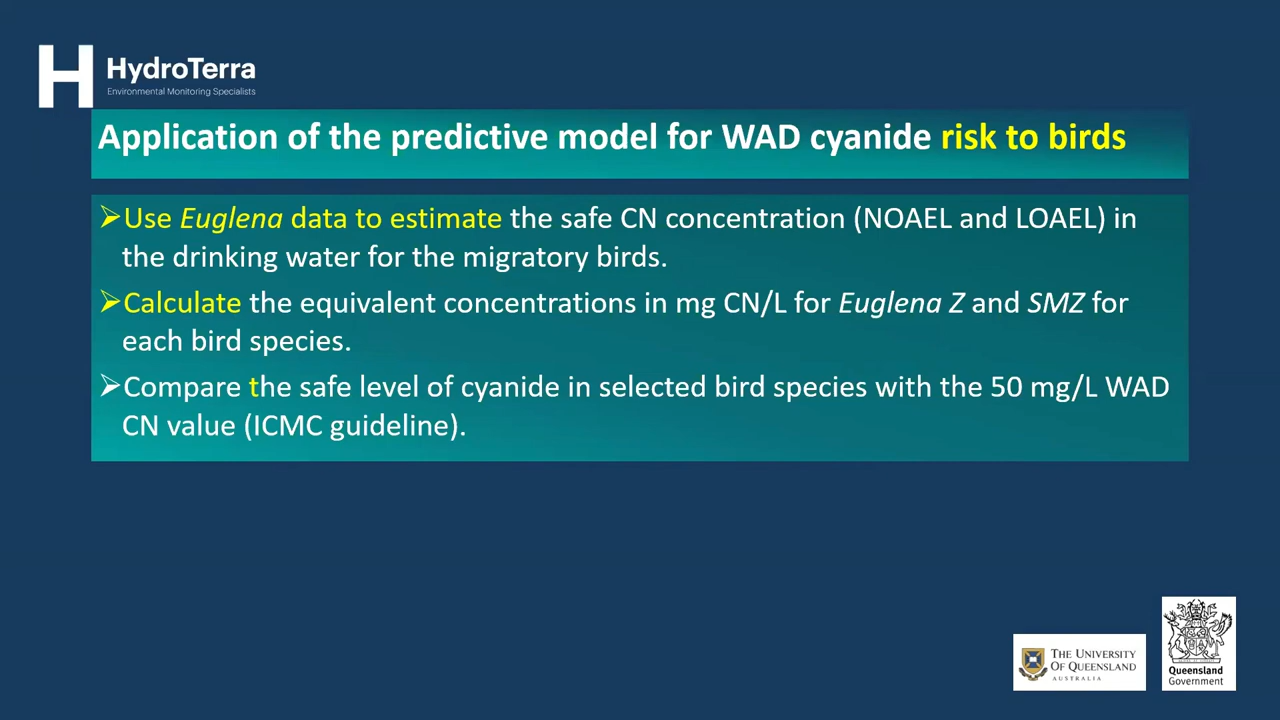 HydroTerra
Environmental Monitoring Specialists
Application of the predictive model for WAD cyanide risk to birds
➢Use Euglena data to estimate the safe CN concentration (NOAEL and LOAEL) in
the drinking water for the migratory birds.
➢Calculate the equivalent concentrations in mg CN/L for Euglena Z and SMZ for
each bird species.
➢Compare the safe level of cyanide in selected bird species with the 50 mg/L WAD
CN value (ICMC guideline).
THE UNIVERSITY
OF QUEENSLAND
AUSTRALIA
Queensland
Government